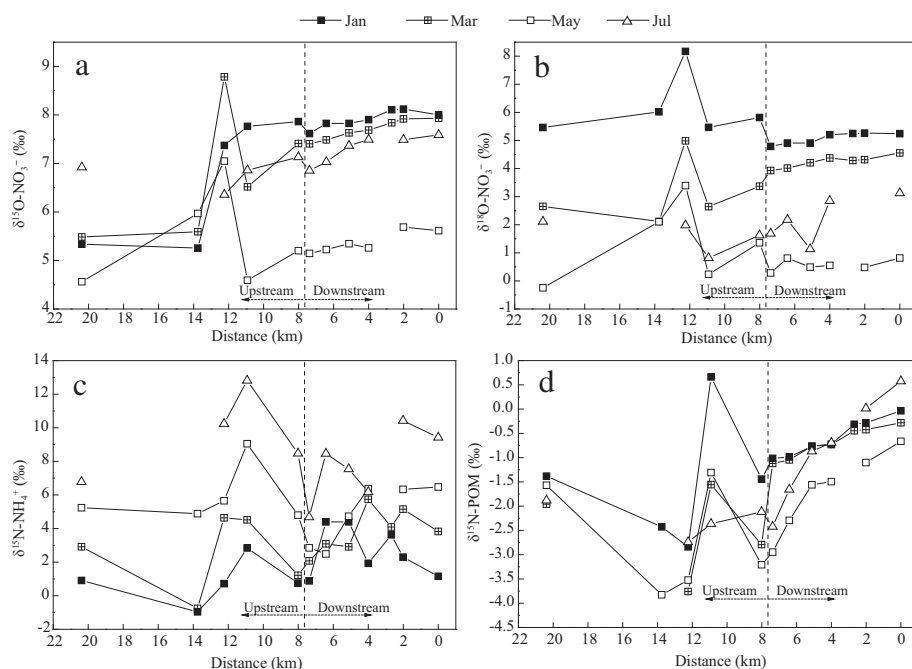 Jan Mar May Jul
a
δ¹⁵O-NO₃⁻ (‰)
9
8
7
6
5
4
Upstream Downstream
22 20 18 16 14 12 10 8 6 4 2 0
Distance (km)
b
δ¹⁸O-NO₃⁻ (‰)
8
7
6
5
4
3
2
1
0
-1
Upstream Downstream
22 20 18 16 14 12 10 8 6 4 2 0
Distance (km)
c
δ¹⁵N-NH₄⁺ (‰)
14
12
10
8
6
4
2
0
-2
Upstream Downstream
22 20 18 16 14 12 10 8 6 4 2 0
Distance (km)
d
δ¹⁵N-POM (‰)
1.0
0.5
0.0
-0.5
-1.0
-1.5
-2.0
-2.5
-3.0
-3.5
-4.0
Upstream Downstream
22 20 18 16 14 12 10 8 6 4 2 0
Distance (km)